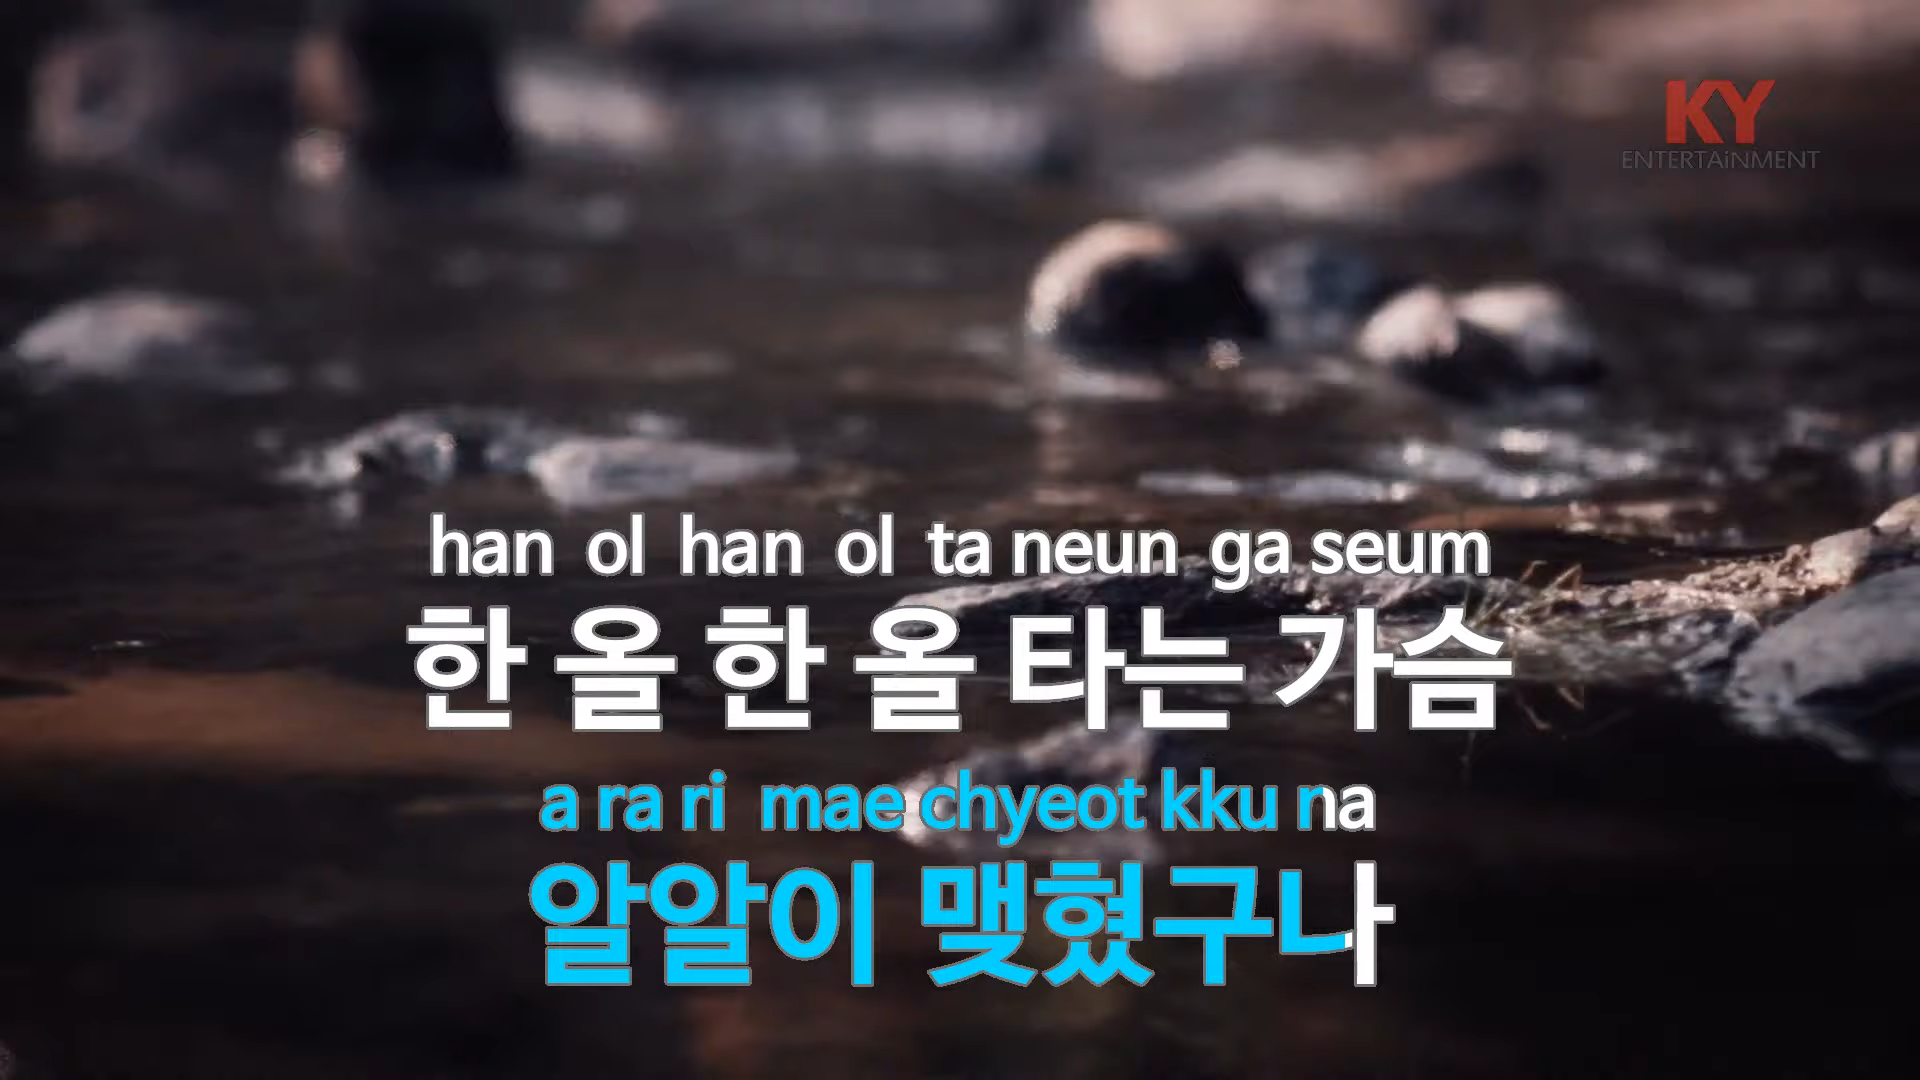 KY
ENTERTAiNMENT
han ol han ol ta neun ga seum
한 올 한 올 타는 가슴
a ra ri mae chyeot kku na
알알이 맺혔구나